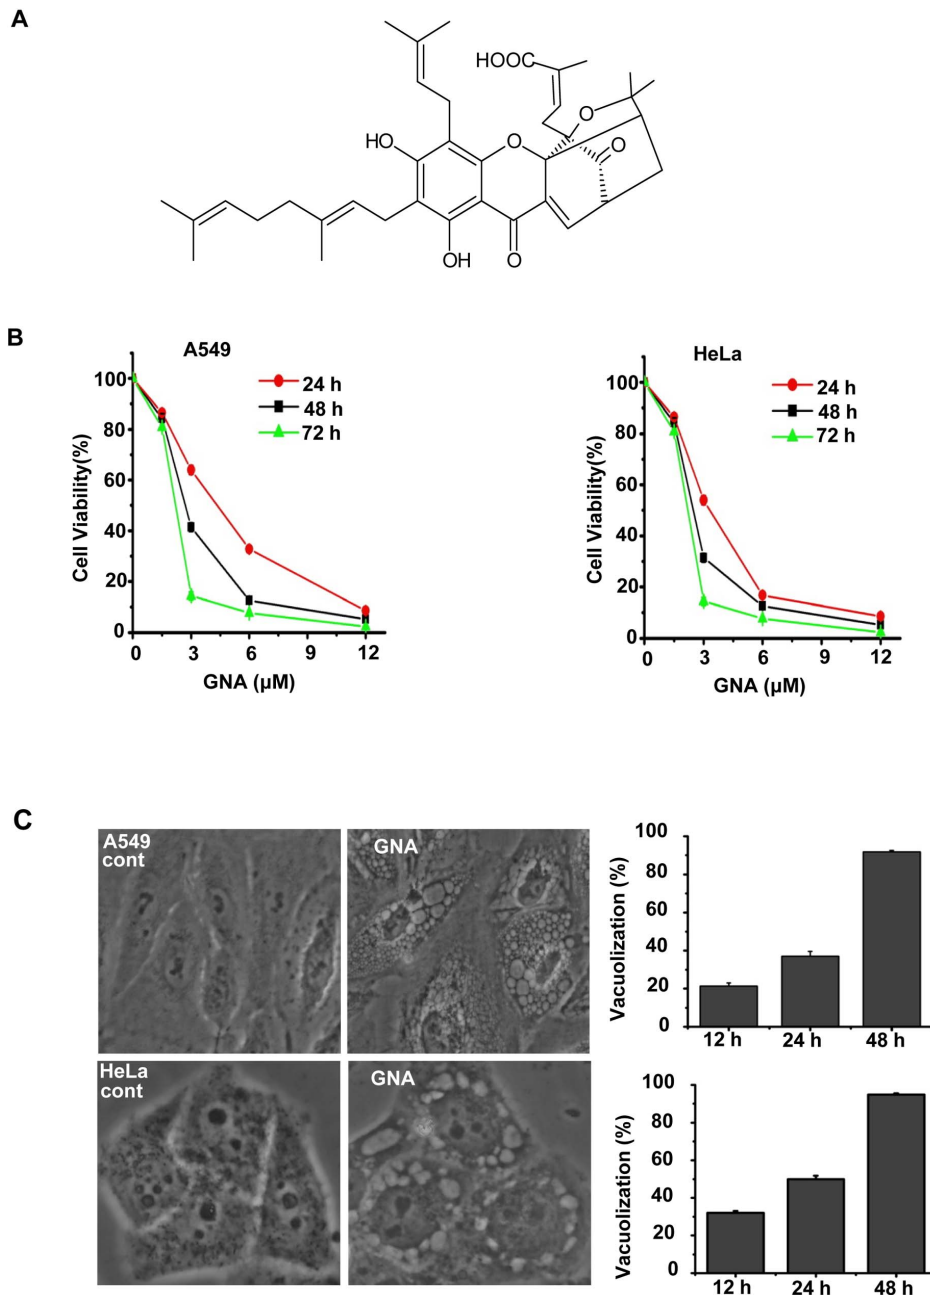 A
HOOC
O
O
HO
O
OH
O
B
A549
24 h
48 h
72 h
Cell Viability(%)
100
80
60
40
20
0
0 3 6 9 12
GNA (µM)
HeLa
24 h
48 h
72 h
Cell Viability(%)
100
80
60
40
20
0
0 3 6 9 12
GNA (µM)
C
A549
cont
GNA
Vacuolization (%)
100
80
60
40
20
0
12 h 24 h 48 h
HeLa
cont
GNA
Vacuolization (%)
100
80
60
40
20
0
12 h 24 h 48 h